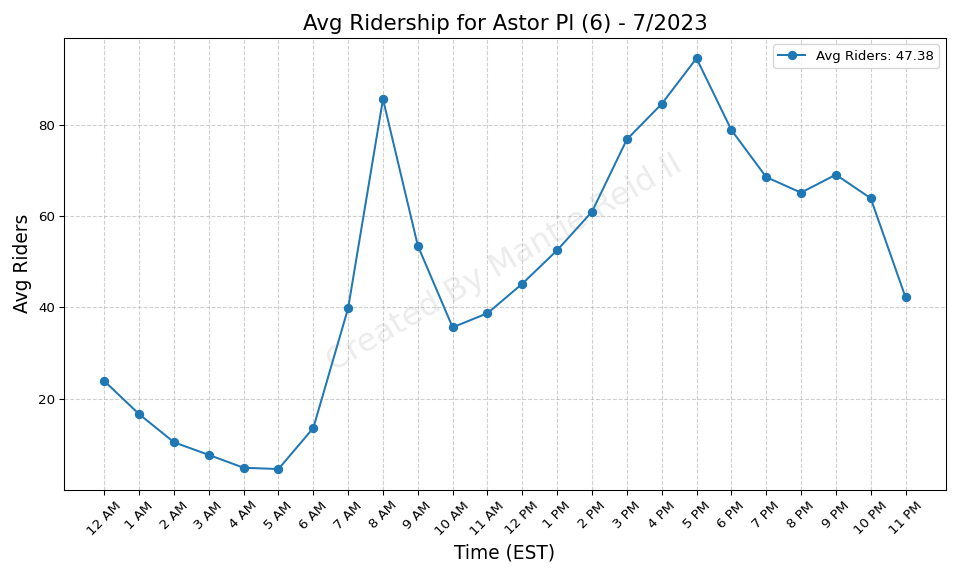 Avg Ridership for Astor Pl (6) - 7/2023
Avg Riders: 47.38
Avg Riders
80
60
40
20
Created By Mantie Reid II
12 AM
1 AM
2 AM
3 AM
4 AM
5 AM
6 AM
7 AM
8 AM
9 AM
10 AM
11 AM
12 PM
1 PM
2 PM
3 PM
4 PM
5 PM
6 PM
7 PM
8 PM
9 PM
10 PM
11 PM
Time (EST)